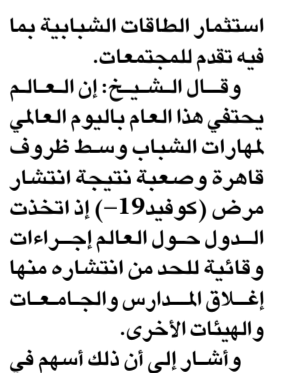 استثمار الطاقات الشبابية بما
فيه تقدم للمجتمعات.
وقال الشيخ: إن العالم
يحتفي هذا العام باليوم العالمي
لمهارات الشباب وسط ظروف
قاهرة وصعبة نتيجة انتشار
مرض (كوفيد19-) إذ اتخذت
الدول حول العالم إجراءات
وقائية للحد من انتشاره منها
إغلاق المدارس والجامعات
والهيئات الأخرى.
وأشار إلى أن ذلك أسهم في